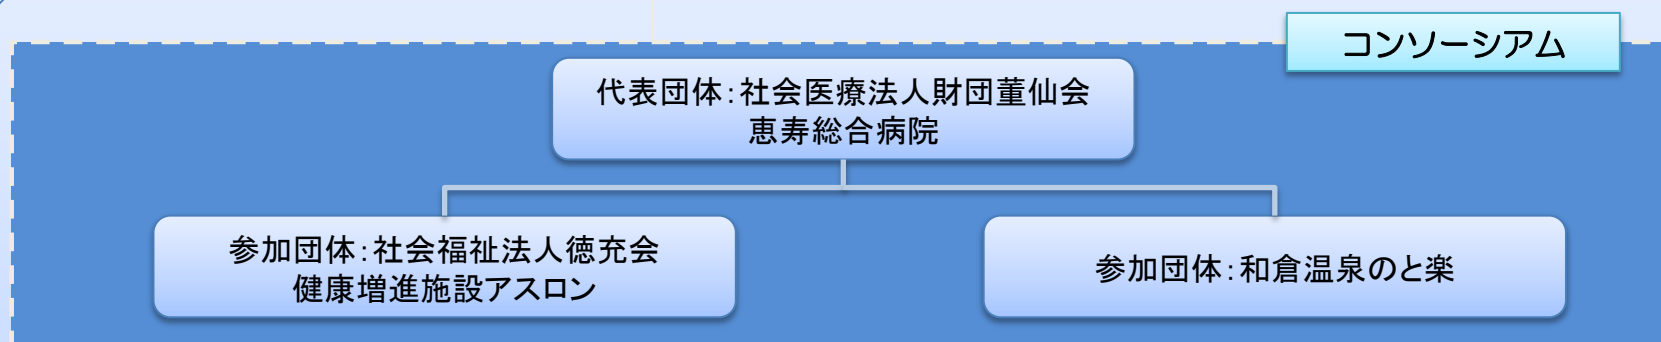 コンソーシアム
代表団体：社会医療法人財団董仙会
恵寿総合病院
参加団体：社会福祉法人徳充会
健康増進施設アスロン
参加団体：和倉温泉のと楽